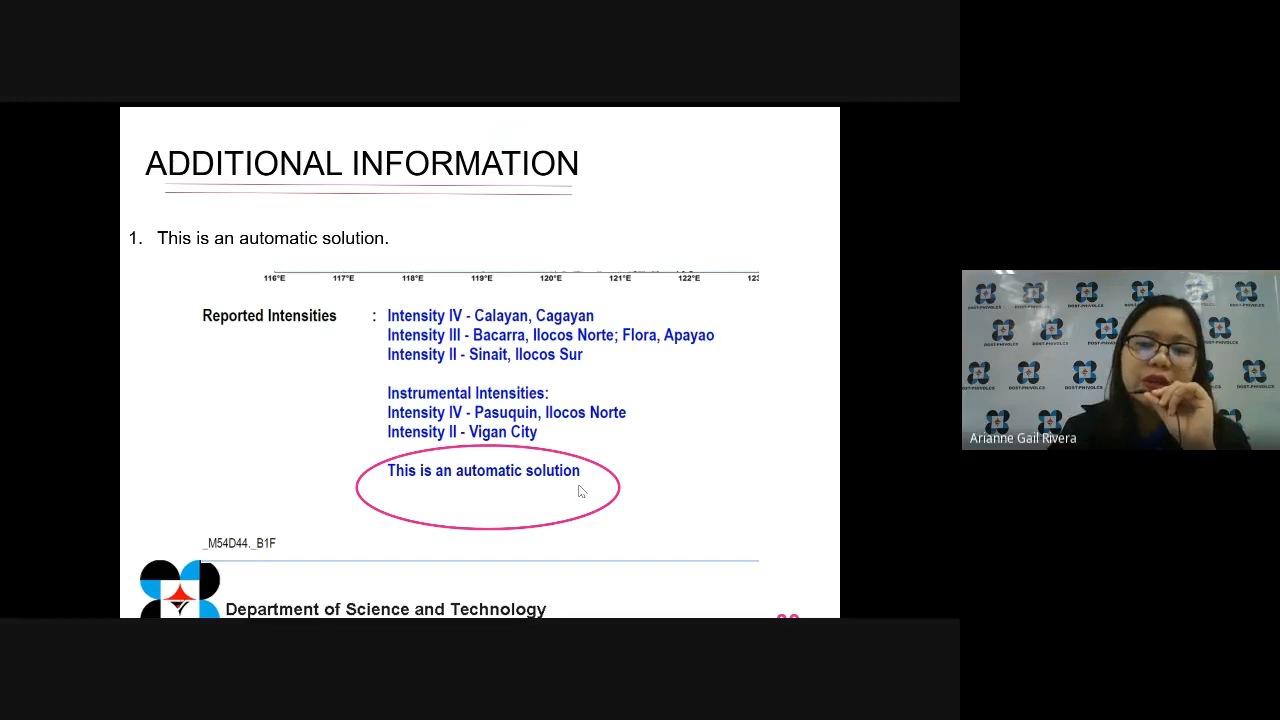 ADDITIONAL INFORMATION
1. This is an automatic solution.
116°E 117°E 118°E 119°E 120°E 121°E 122°E
Reported Intensities : Intensity IV - Calayan, Cagayan
Intensity III - Bacarra, Ilocos Norte; Flora, Apayao
Intensity II - Sinait, Ilocos Sur
Instrumental Intensities:
Intensity IV - Pasuquin, Ilocos Norte
Intensity II - Vigan City
This is an automatic solution
_M54D44._B1F
Department of Science and Technology
DOST-PHIVOLCS
Arianne Gail Rivera